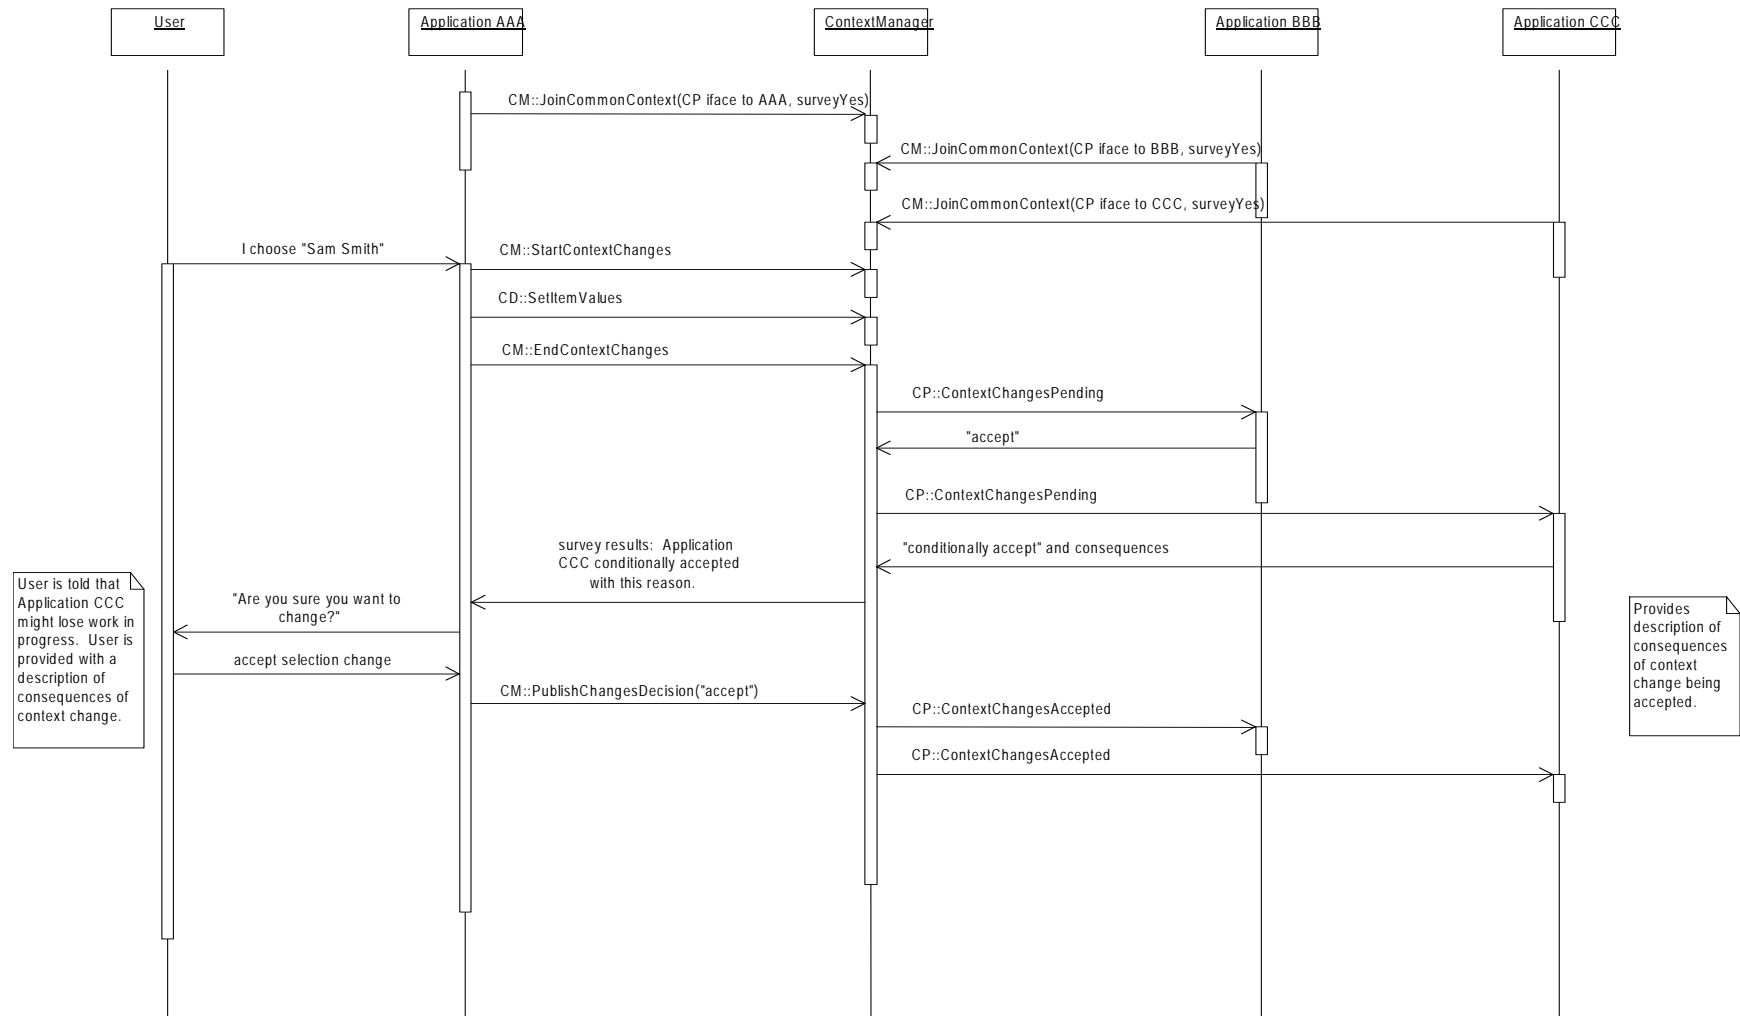 User
Application AAA
ContextManager
Application BBB
Application CCC
CM::JoinCommonContext(CP iface to AAA, surveyYes)
CM::JoinCommonContext(CP iface to BBB, surveyYes)
CM::JoinCommonContext(CP iface to CCC, surveyYes)
I choose "Sam Smith"
CM::StartContextChanges
CD::SetItemValues
CM::EndContextChanges
CP::ContextChangesPending
"accept"
CP::ContextChangesPending
"conditionally accept" and consequences
survey results:  Application
CCC conditionally accepted
with this reason.
User is told that
Application CCC
might lose work in
progress.  User is
provided with a
description of
consequences of
context change.
"Are you sure you want to
change?"
accept selection change
CM::PublishChangesDecision("accept")
CP::ContextChangesAccepted
CP::ContextChangesAccepted
Provides
description of
consequences
of context
change being
accepted.